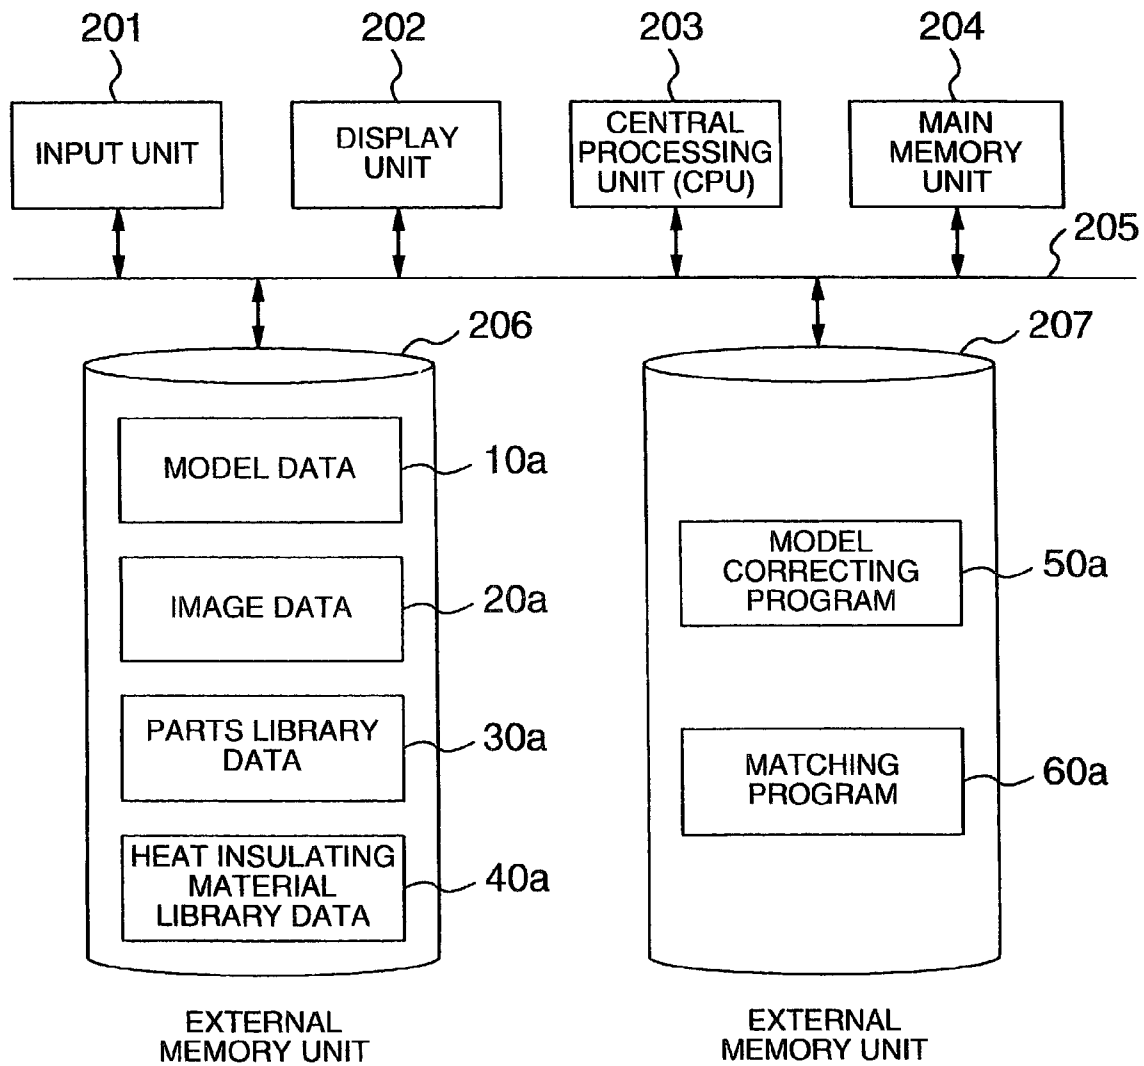 201
202
203
204
INPUT UNIT
DISPLAY
UNIT
CENTRAL
PROCESSING
UNIT (CPU)
MAIN
MEMORY
UNIT
205
206
207
MODEL DATA
10a
IMAGE DATA
20a
PARTS LIBRARY
DATA
30a
HEAT INSULATING
MATERIAL
LIBRARY DATA
40a
MODEL
CORRECTING
PROGRAM
50a
MATCHING
PROGRAM
60a
EXTERNAL
MEMORY UNIT
EXTERNAL
MEMORY UNIT